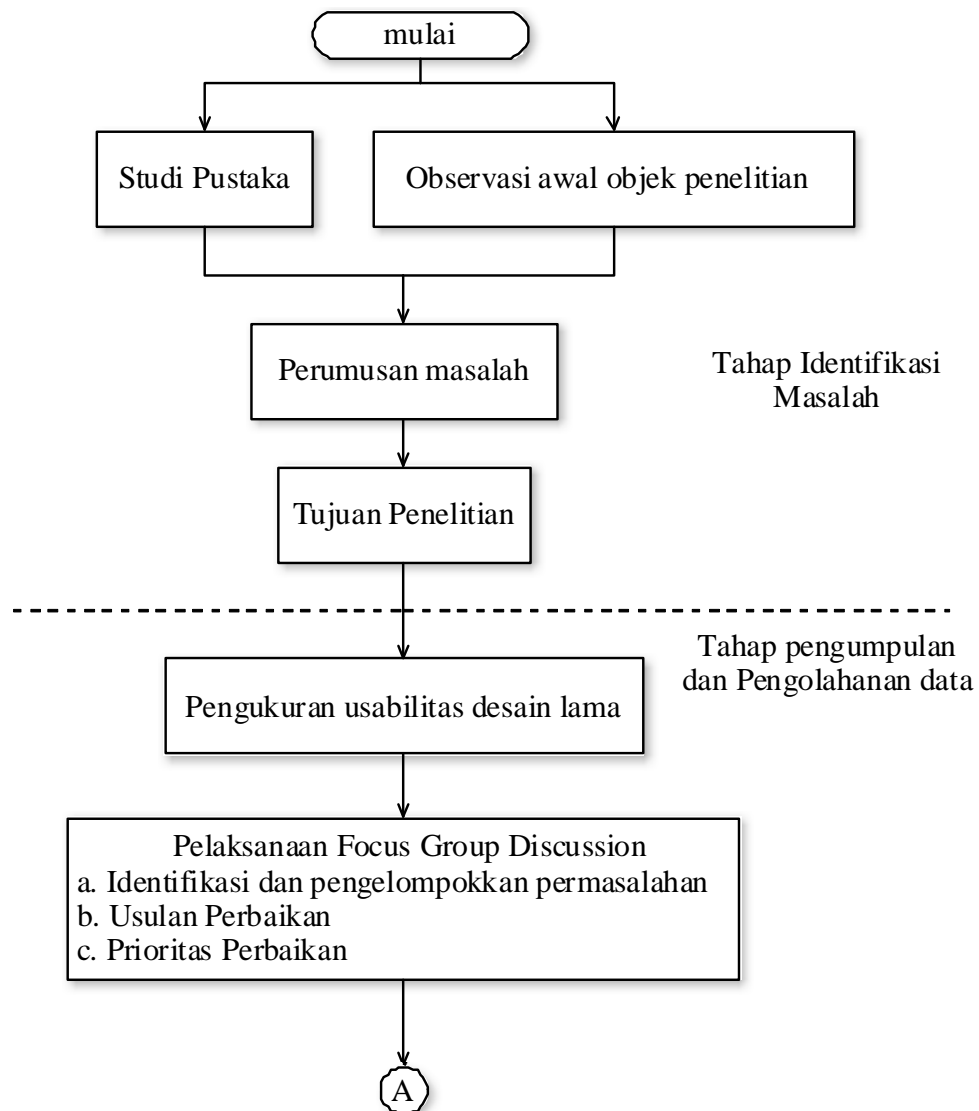 mulai
Studi Pustaka
Observasi awal objek penelitian
Perumusan masalah
Tahap Identifikasi
Masalah
Tujuan Penelitian
Tahap pengumpulan
dan Pengolahanan data
Pengukuran usabilitas desain lama
Pelaksanaan Focus Group Discussion
a. Identifikasi dan pengelompokkan permasalahan
b. Usulan Perbaikan
c. Prioritas Perbaikan
A